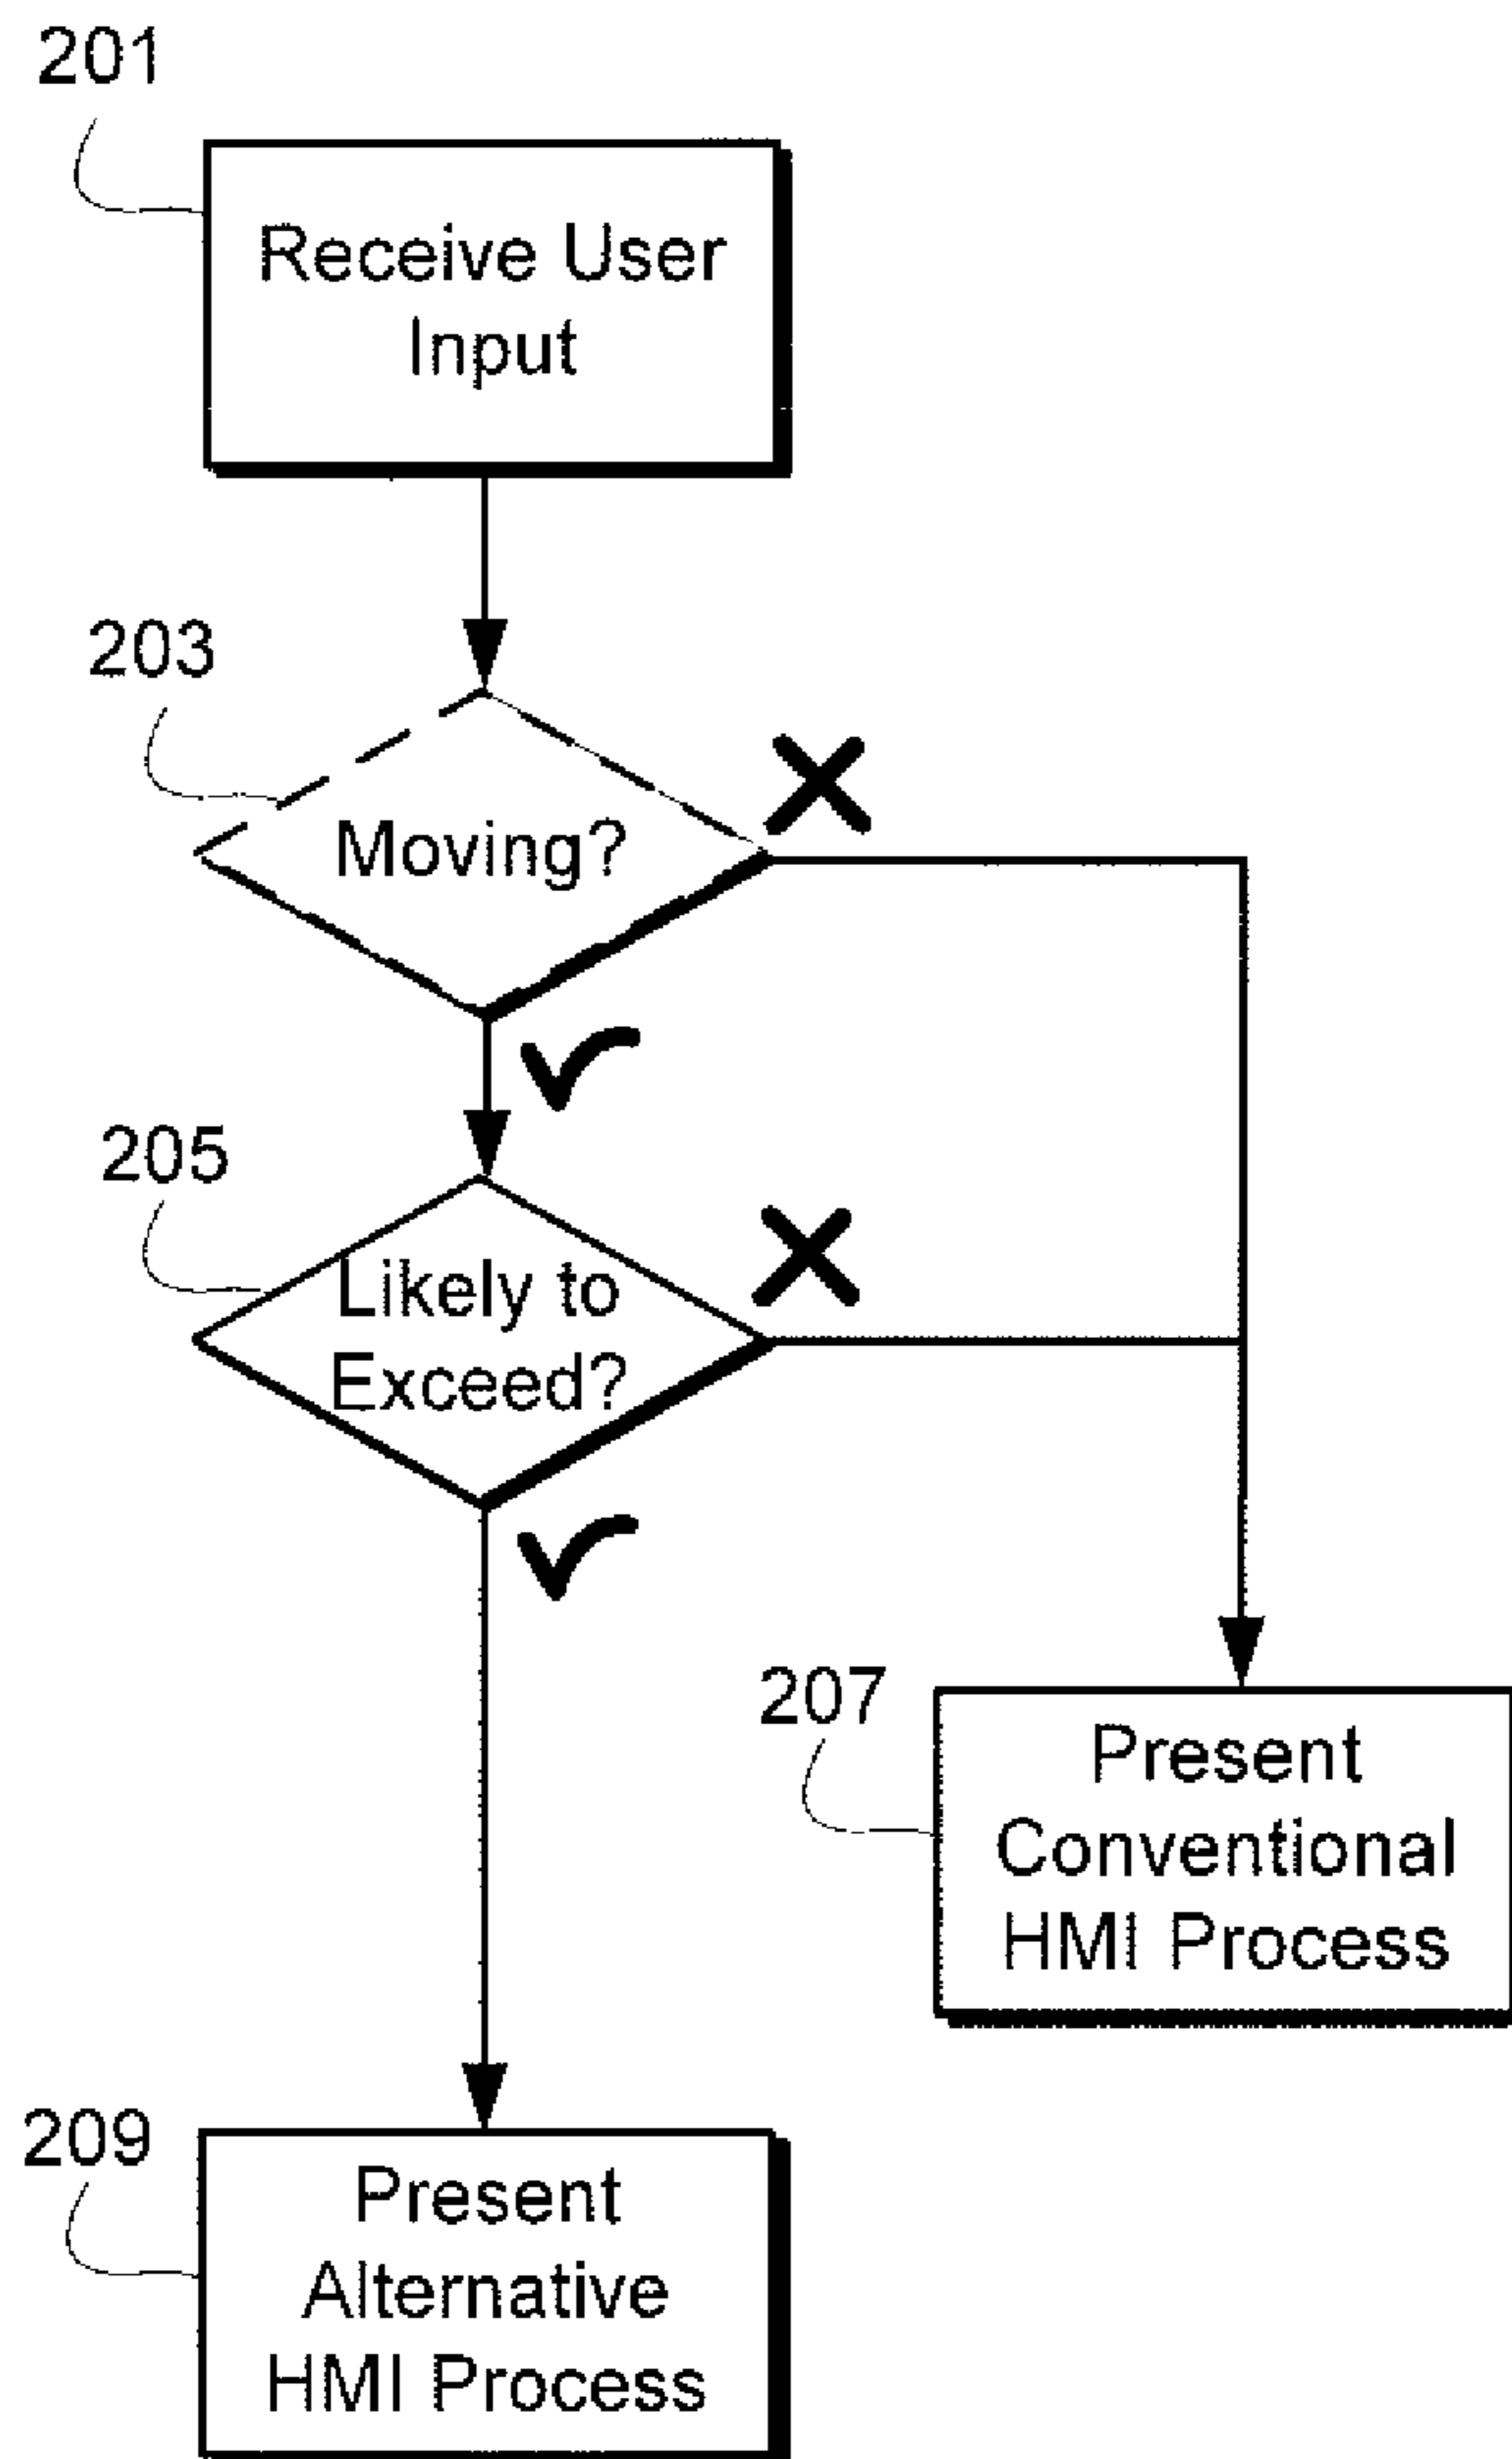 201
Receive User
Input
203
Moving?
205
Likely to
Exceed?
207
Present
Conventional
HMI Process
209
Present
Alternative
HMI Process